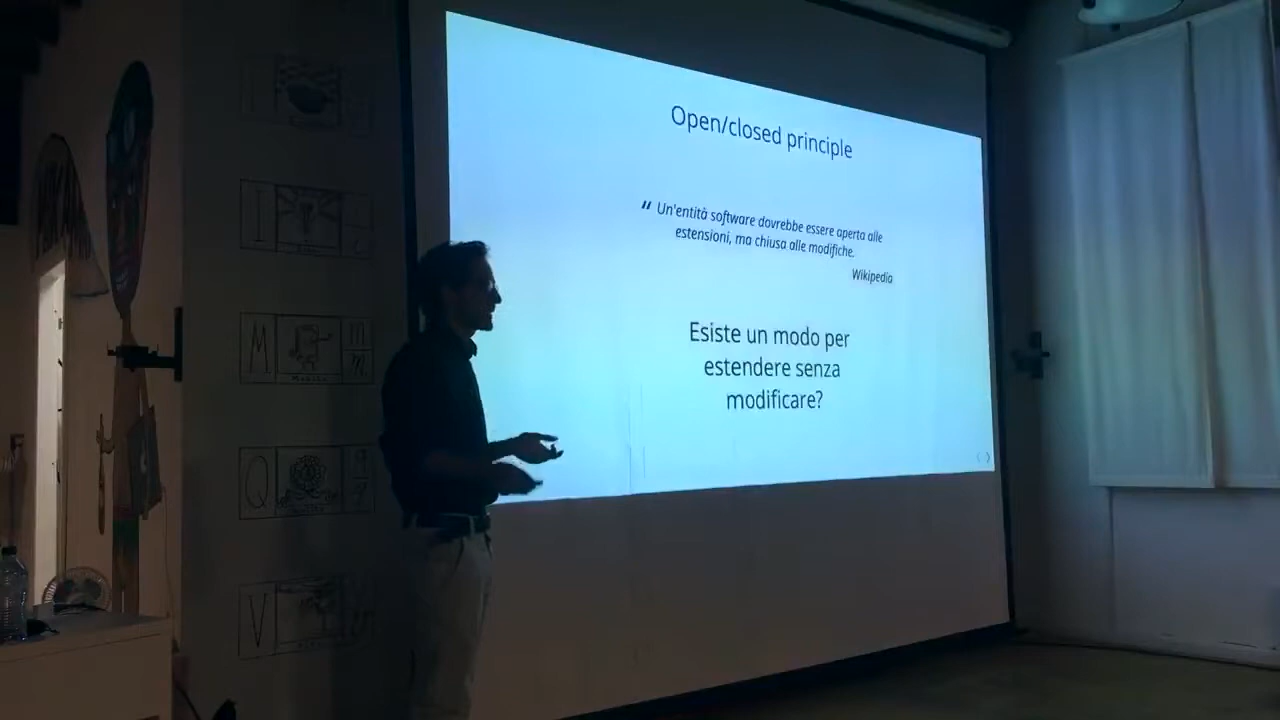 Open/closed principle
“ Un'entità software dovrebbe essere aperta alle
estensioni, ma chiusa alle modifiche.
Wikipedia
Esiste un modo per
estendere senza
modificare?
I
M m
m
Q
V